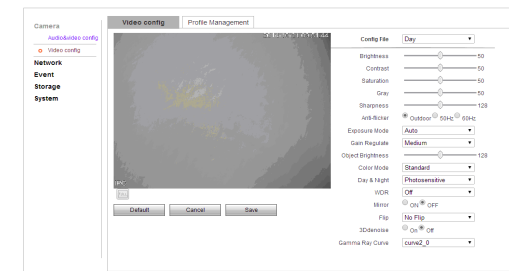 Camera
Audio&video config
Video config
Network
Event
Storage
System
Video config
Profile Management
IPC
Default
Cancel
Save
Config File
Day
Brightness
50
Contrast
50
Saturation
50
Gray
50
Sharpness
128
Anti-flicker
Outdoor
50Hz
60Hz
Exposure Mode
Auto
Gain Regulate
Medium
Object Brightness
128
Color Mode
Standard
Day & Night
Photosensitive
WDR
Off
Mirror
ON
OFF
Flip
No Flip
3Ddenoise
On
Off
Gamma Ray Curve
curve2_0